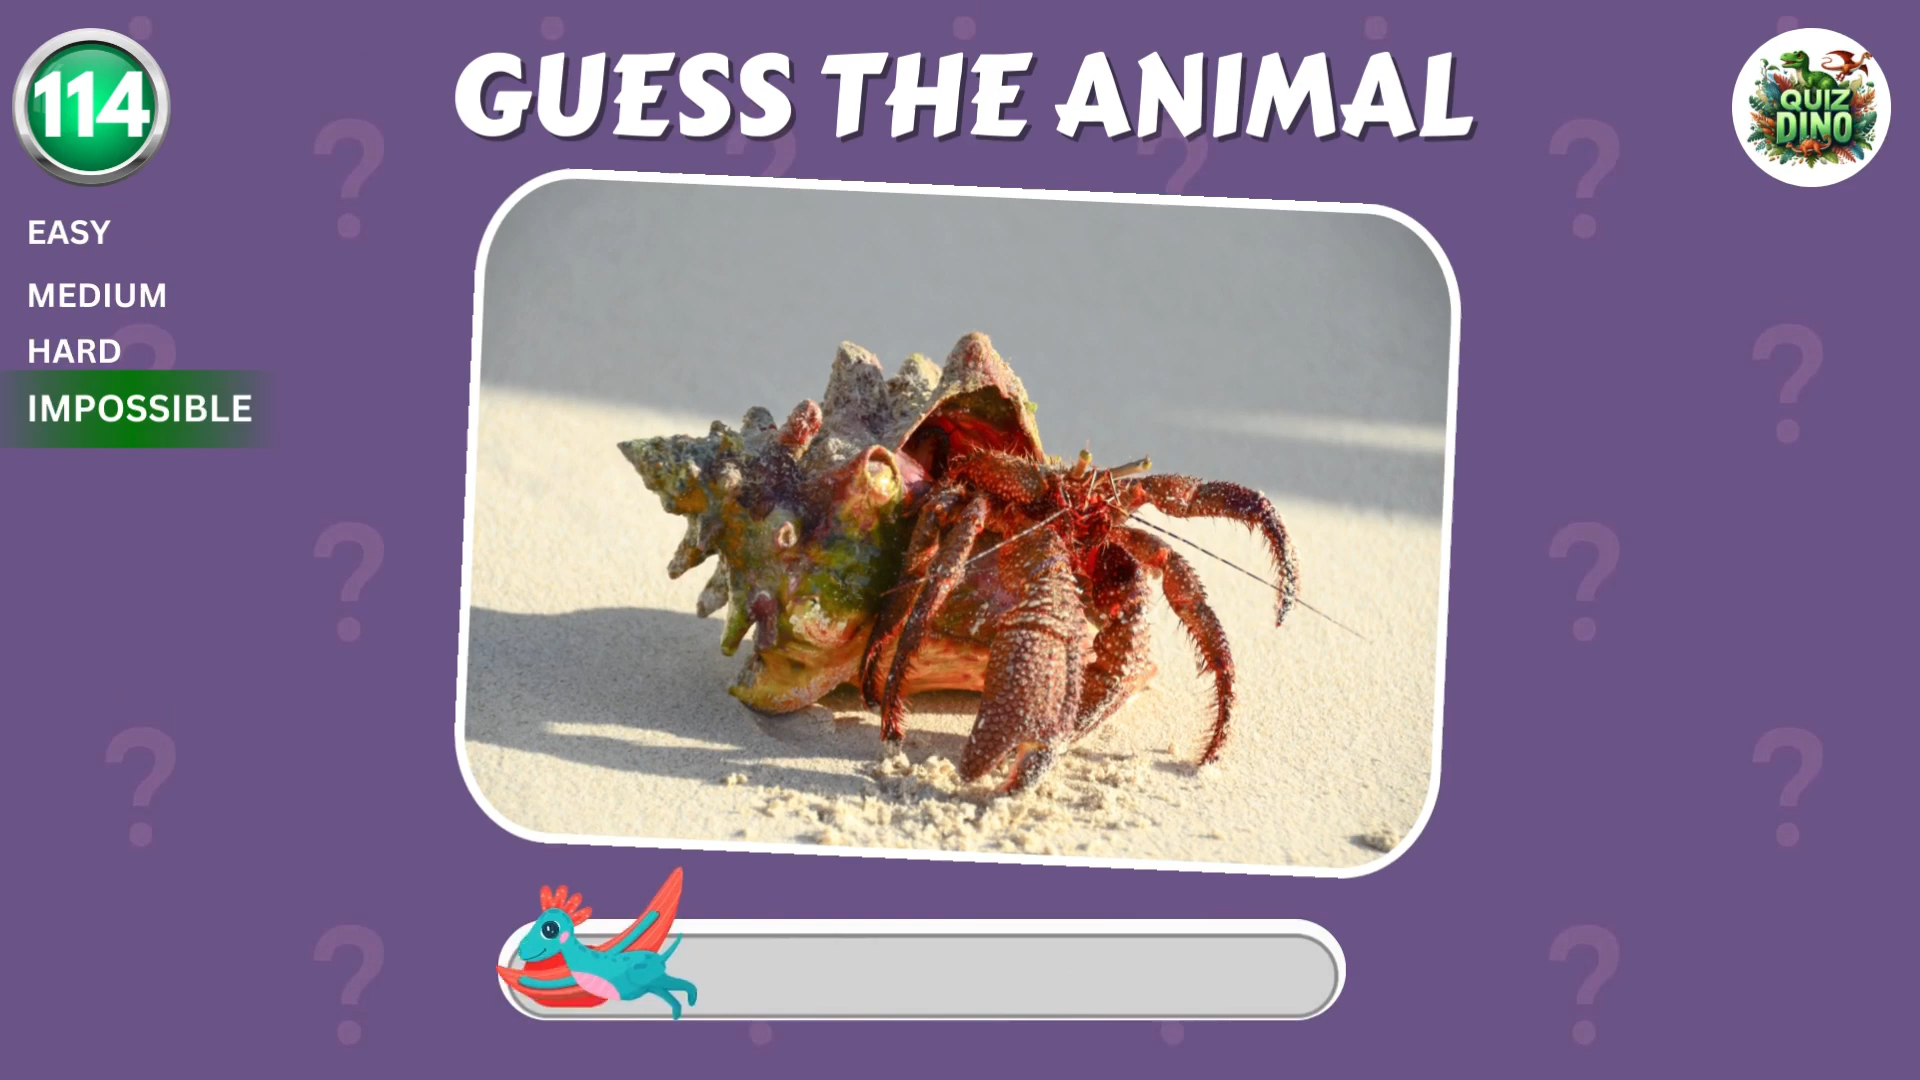 114
GUESS THE ANIMAL
QUIZ
DINO
EASY
MEDIUM
HARD
IMPOSSIBLE